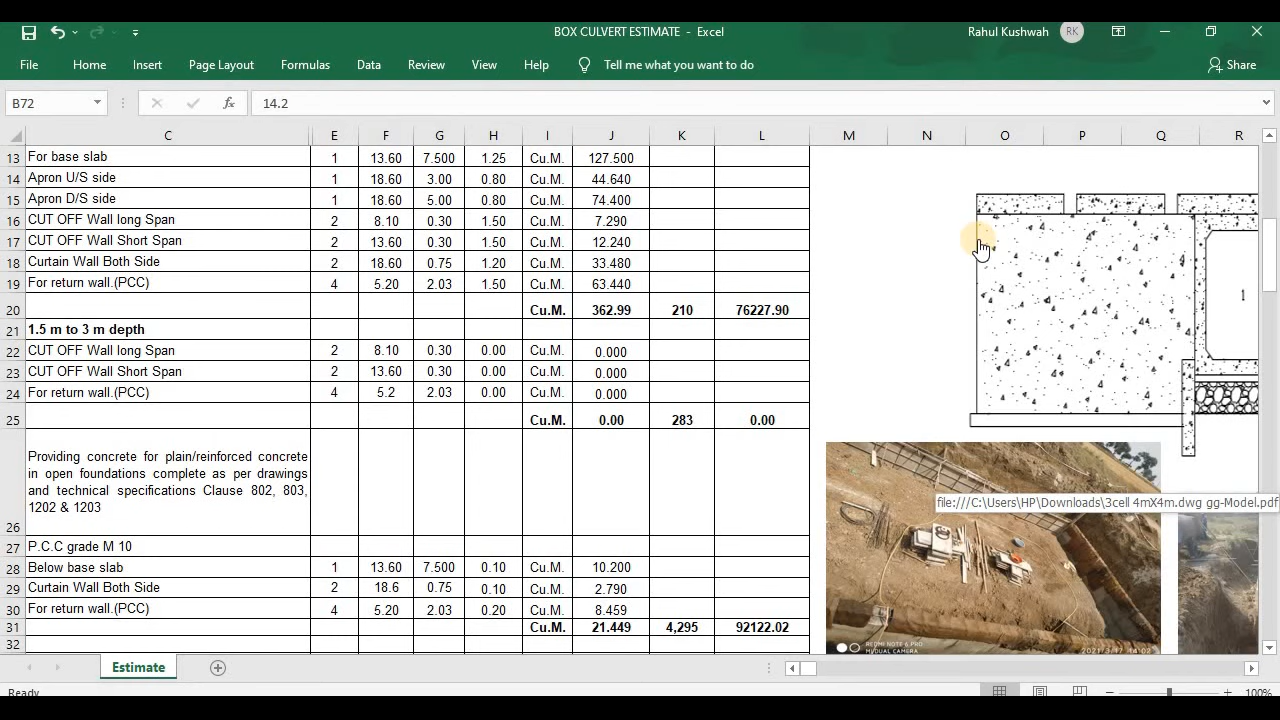 BOX CULVERT ESTIMATE - Excel
Rahul Kushwah RK
File Home Insert Page Layout Formulas Data Review View Help Tell me what you want to do Share
B72 fx 14.2
C E F G H I J K L M N O P Q R
13 For base slab 1 13.60 7.500 1.25 Cu.M. 127.500
14 Apron U/S side 1 18.60 3.00 0.80 Cu.M. 44.640
15 Apron D/S side 1 18.60 5.00 0.80 Cu.M. 74.400
16 CUT OFF Wall long Span 2 8.10 0.30 1.50 Cu.M. 7.290
17 CUT OFF Wall Short Span 2 13.60 0.30 1.50 Cu.M. 12.240
18 Curtain Wall Both Side 2 18.60 0.75 1.20 Cu.M. 33.480
19 For return wall.(PCC) 4 5.20 2.03 1.50 Cu.M. 63.440
20 Cu.M. 362.99 210 76227.90
21 1.5 m to 3 m depth
22 CUT OFF Wall long Span 2 8.10 0.30 0.00 Cu.M. 0.000
23 CUT OFF Wall Short Span 2 13.60 0.30 0.00 Cu.M. 0.000
24 For return wall.(PCC) 4 5.2 2.03 0.00 Cu.M. 0.000
25 Cu.M. 0.00 283 0.00
Providing concrete for plain/reinforced concrete
in open foundations complete as per drawings
and technical specifications Clause 802, 803,
1202 & 1203
26
27 P.C.C grade M 10
28 Below base slab 1 13.60 7.500 0.10 Cu.M. 10.200
29 Curtain Wall Both Side 2 18.6 0.75 0.10 Cu.M. 2.790
30 For return wall.(PCC) 4 5.20 2.03 0.20 Cu.M. 8.459
31 Cu.M. 21.449 4,295 92122.02
32
1
file:///C:\Users\HP\Downloads\3cell 4mX4m.dwg gg-Model.pdf
REDMI NOTE 6 PRO
MI DUAL CAMERA
2021/3/17 14:02
Estimate
Ready 100%